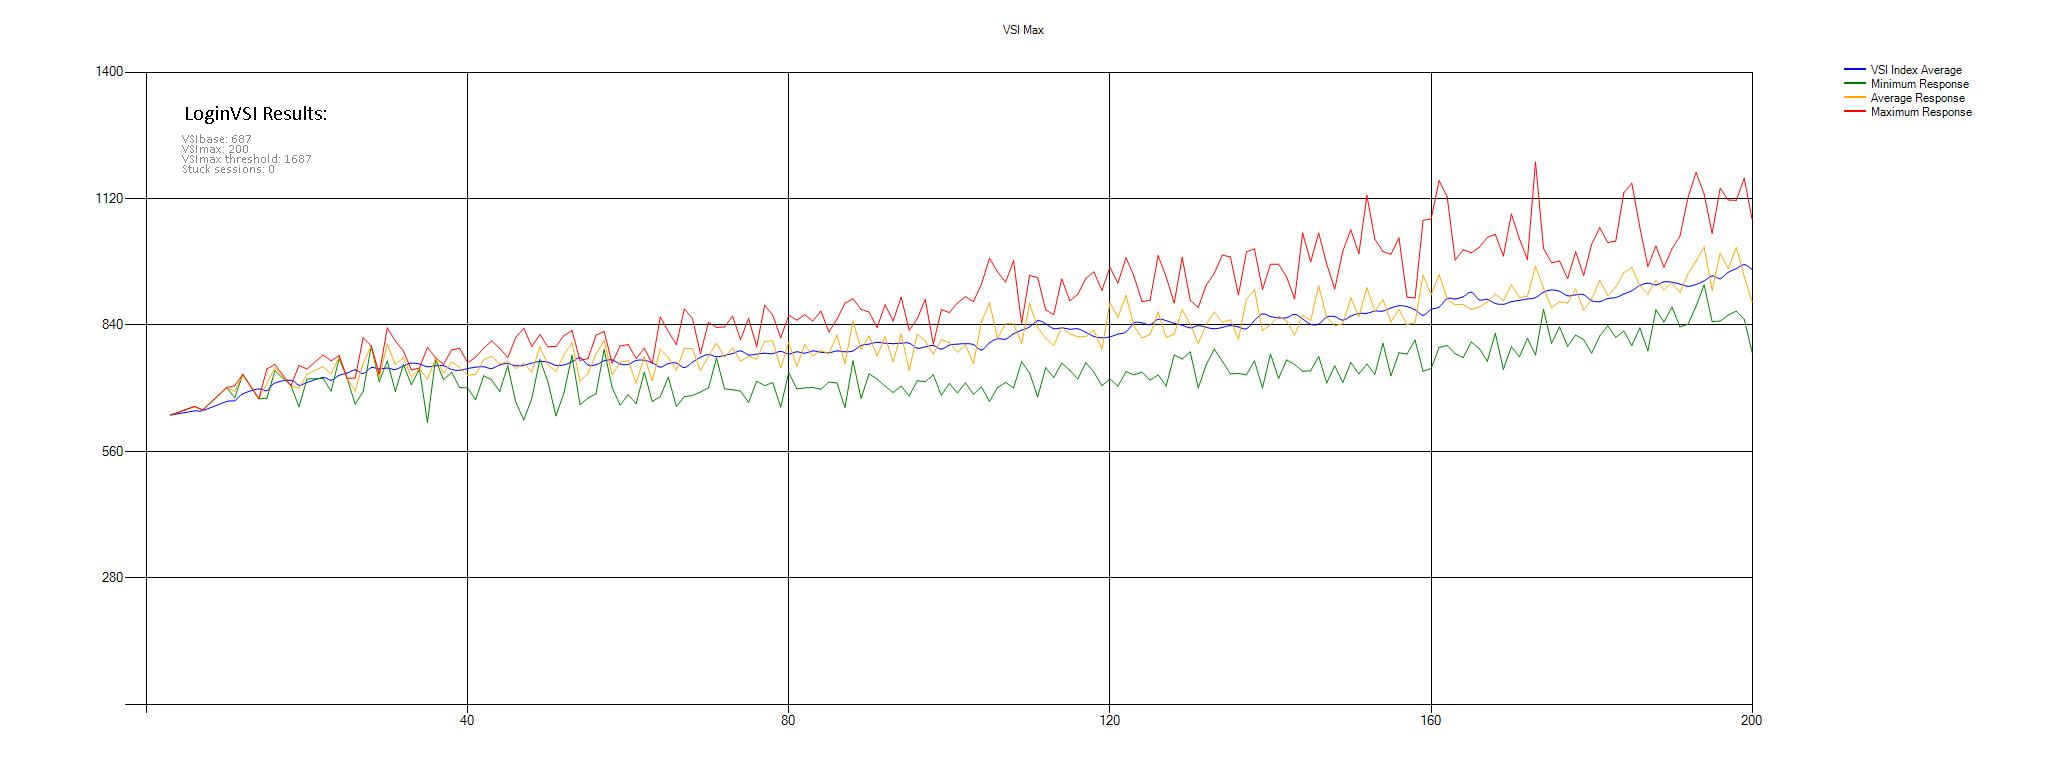 VSI Max
1400
1120
840
560
280
40
80
120
160
200
LoginVSI Results:
VSIbase: 687
VSImax: 200
VSImax threshold: 1687
Stuck sessions: 0
VSI Index Average
Minimum Response
Average Response
Maximum Response